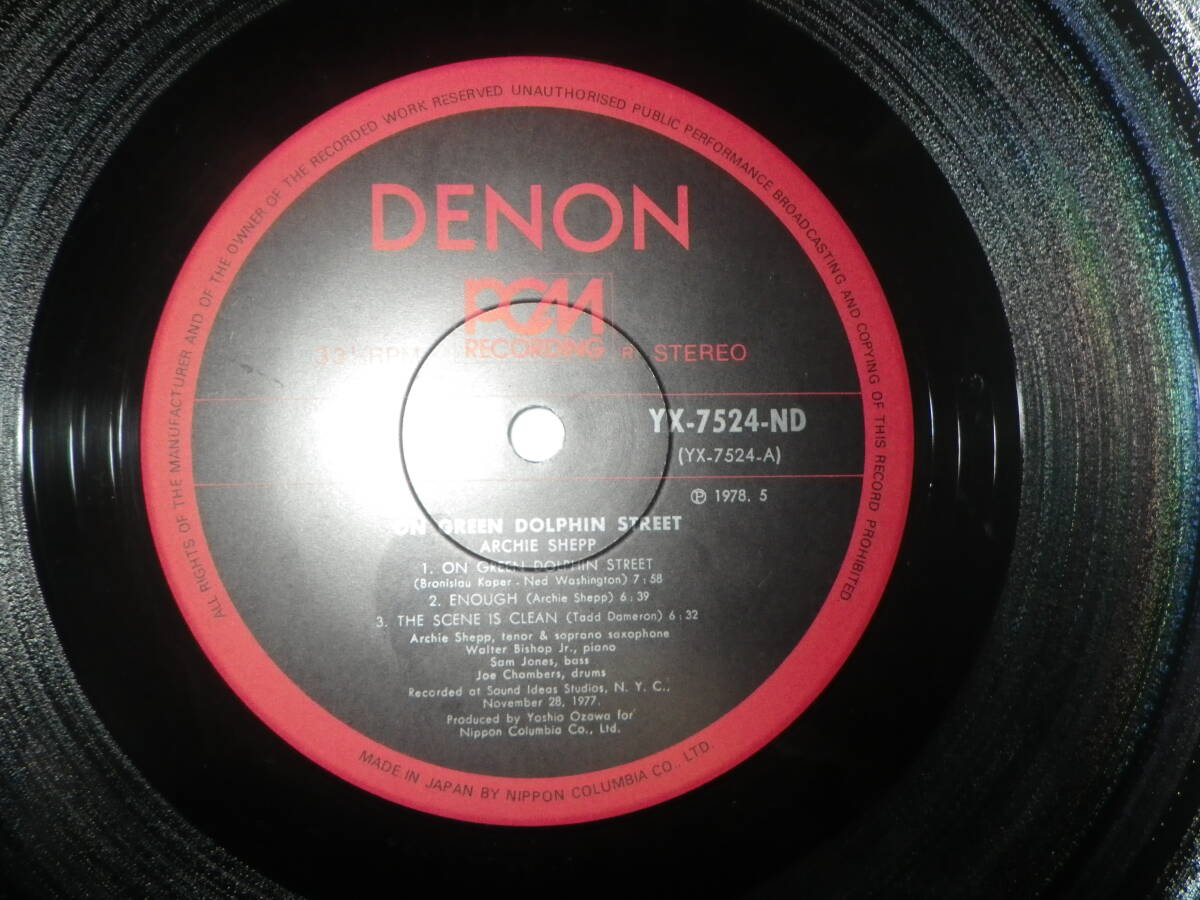 ALL RIGHTS OF THE MANUFACTURER AND OF THE OWNER OF THE RECORDED WORK RESERVED UNAUTHORISED PUBLIC PERFORMANCE BROADCASTING AND COPYING OF THIS RECORD PROHIBITED.
DENON
PCM
RECORDING
33⅓RPM R STEREO
YX-7524-ND
(YX-7524-A)
Ⓟ 1978. 5
ON GREEN DOLPHIN STREET
ARCHIE SHEPP
1. ON GREEN DOLPHIN STREET
(Bronislau Kaper - Ned Washington) 7:58
2. ENOUGH (Archie Shepp) 6:39
3. THE SCENE IS CLEAN (Tadd Dameron) 6:32
Archie Shepp, tenor & soprano saxophone
Walter Bishop Jr., piano
Sam Jones, bass
Joe Chambers, drums
Recorded at Sound Ideas Studios, N. Y. C.,
November 28, 1977.
Produced by Yoshio Ozawa for
Nippon Columbia Co., Ltd.
MADE IN JAPAN BY NIPPON COLUMBIA CO., LTD.